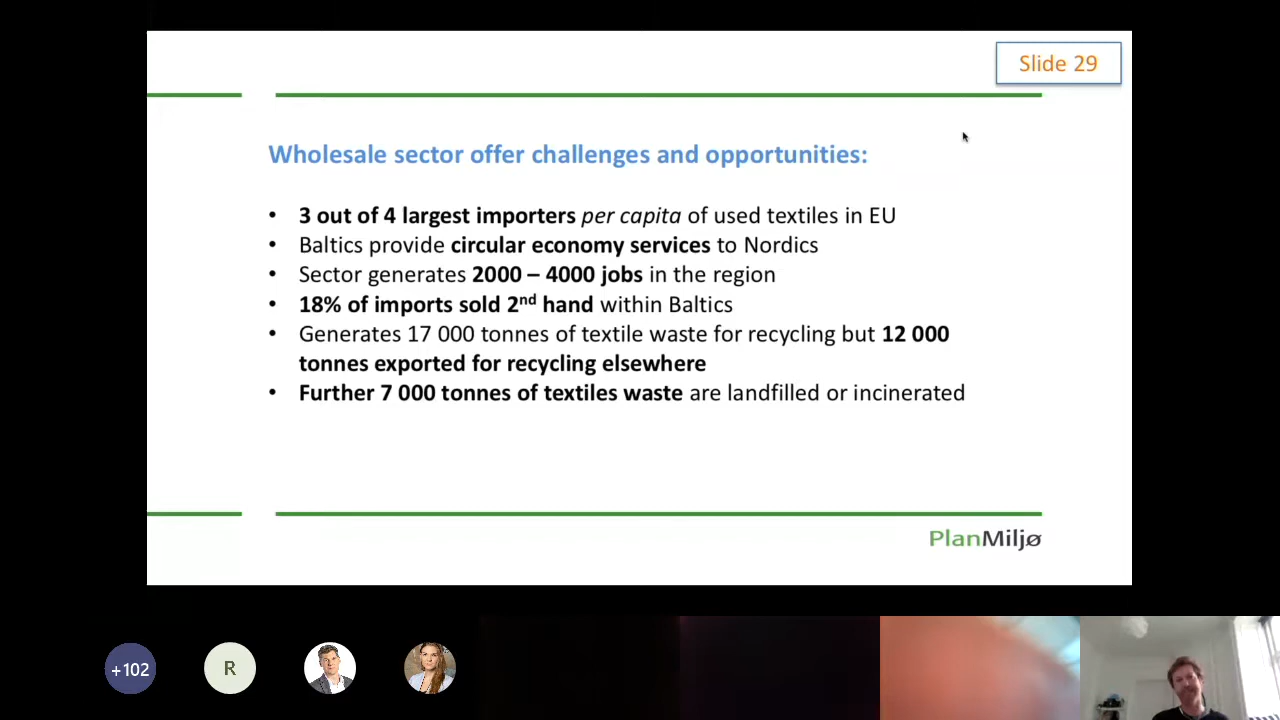 Slide 29
Wholesale sector offer challenges and opportunities:
• 3 out of 4 largest importers per capita of used textiles in EU
• Baltics provide circular economy services to Nordics
• Sector generates 2000 – 4000 jobs in the region
• 18% of imports sold 2nd hand within Baltics
• Generates 17 000 tonnes of textile waste for recycling but 12 000
tonnes exported for recycling elsewhere
• Further 7 000 tonnes of textiles waste are landfilled or incinerated
PlanMiljø
+102
R